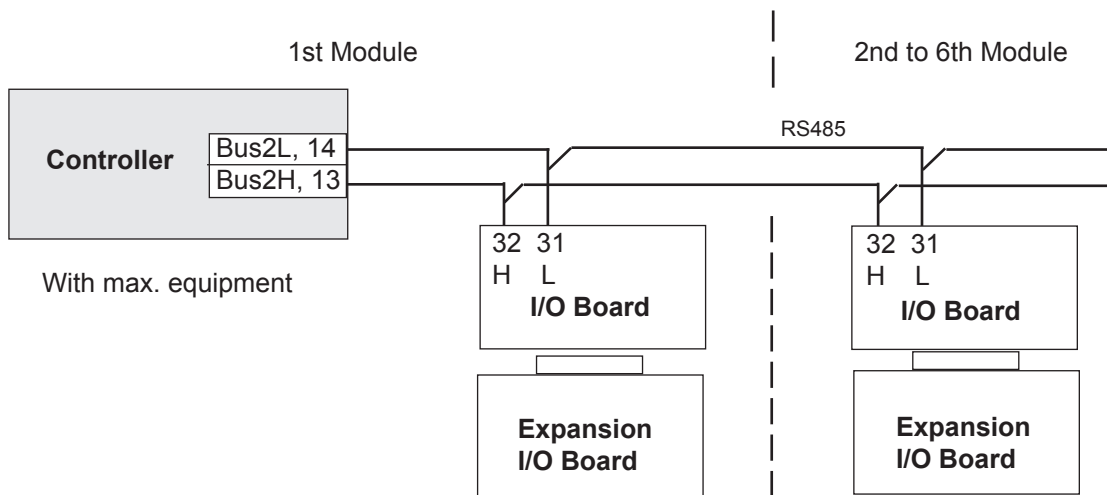 1st Module
2nd to 6th Module
RS485
Controller
Bus2L, 14
Bus2H, 13
With max. equipment
32 31
H L
I/O Board
32 31
H L
I/O Board
Expansion
I/O Board
Expansion
I/O Board